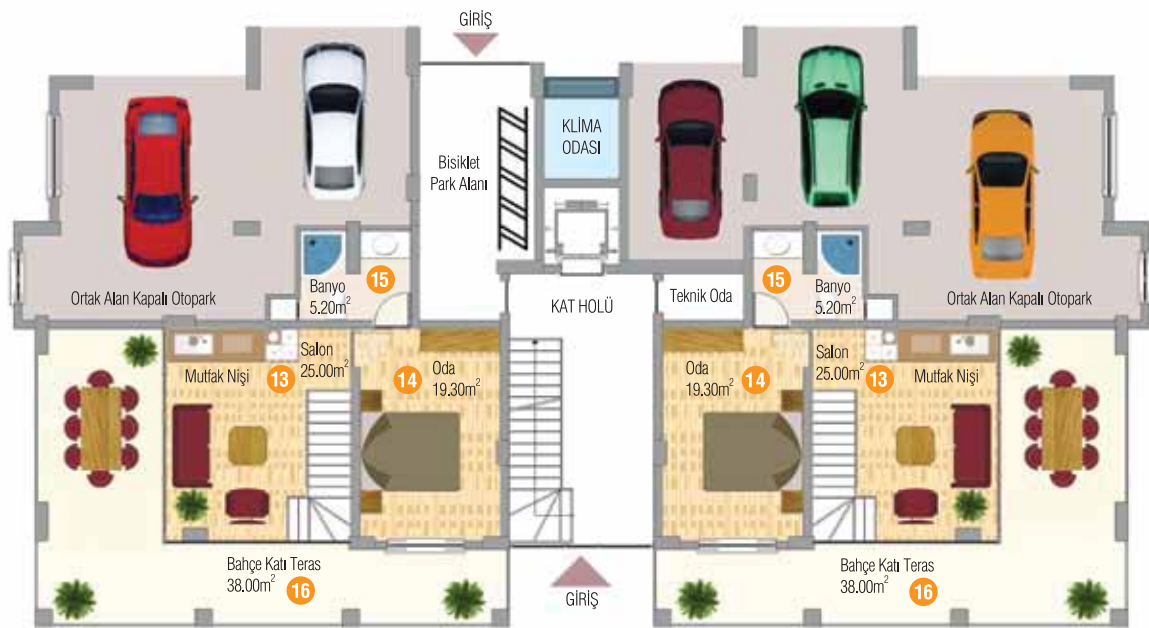 GİRİŞ
KLİMA
ODASI
Bisiklet
Park Alanı
Banyo
5.20m²
15
Ortak Alan Kapalı Otopark
KAT HOLÜ
Teknik Oda
15
Banyo
5.20m²
Ortak Alan Kapalı Otopark
Mutfak Nişi
13
Salon
25.00m²
14
Oda
19.30m²
Oda
19.30m²
14
Salon
25.00m²
13
Mutfak Nişi
Bahçe Katı Teras
38.00m²
16
GİRİŞ
Bahçe Katı Teras
38.00m²
16